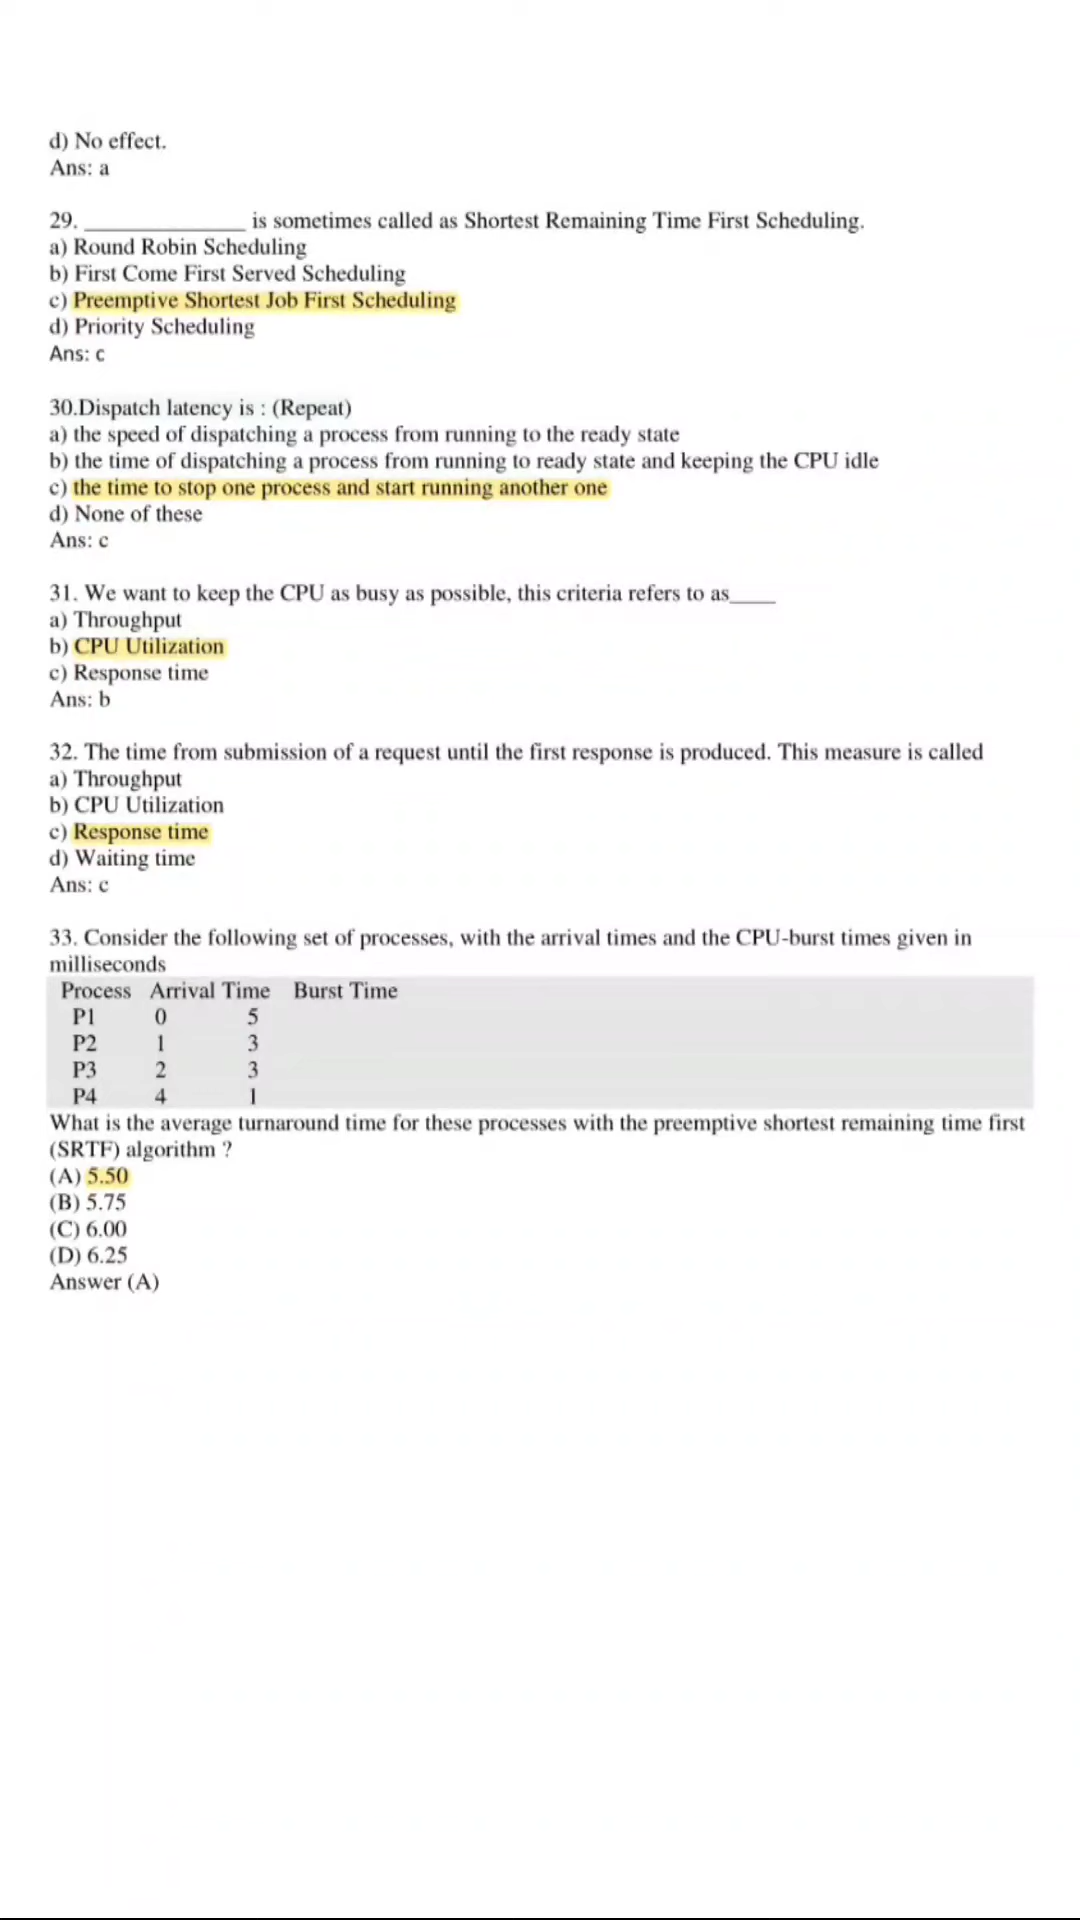 d) No effect.
Ans: a
29. ______________ is sometimes called as Shortest Remaining Time First Scheduling.
a) Round Robin Scheduling
b) First Come First Served Scheduling
c) Preemptive Shortest Job First Scheduling
d) Priority Scheduling
Ans: c
30.Dispatch latency is : (Repeat)
a) the speed of dispatching a process from running to the ready state
b) the time of dispatching a process from running to ready state and keeping the CPU idle
c) the time to stop one process and start running another one
d) None of these
Ans: c
31. We want to keep the CPU as busy as possible, this criteria refers to as____
a) Throughput
b) CPU Utilization
c) Response time
Ans: b
32. The time from submission of a request until the first response is produced. This measure is called
a) Throughput
b) CPU Utilization
c) Response time
d) Waiting time
Ans: c
33. Consider the following set of processes, with the arrival times and the CPU-burst times given in
milliseconds
Process Arrival Time Burst Time
P1 0 5
P2 1 3
P3 2 3
P4 4 1
What is the average turnaround time for these processes with the preemptive shortest remaining time first
(SRTF) algorithm ?
(A) 5.50
(B) 5.75
(C) 6.00
(D) 6.25
Answer (A)